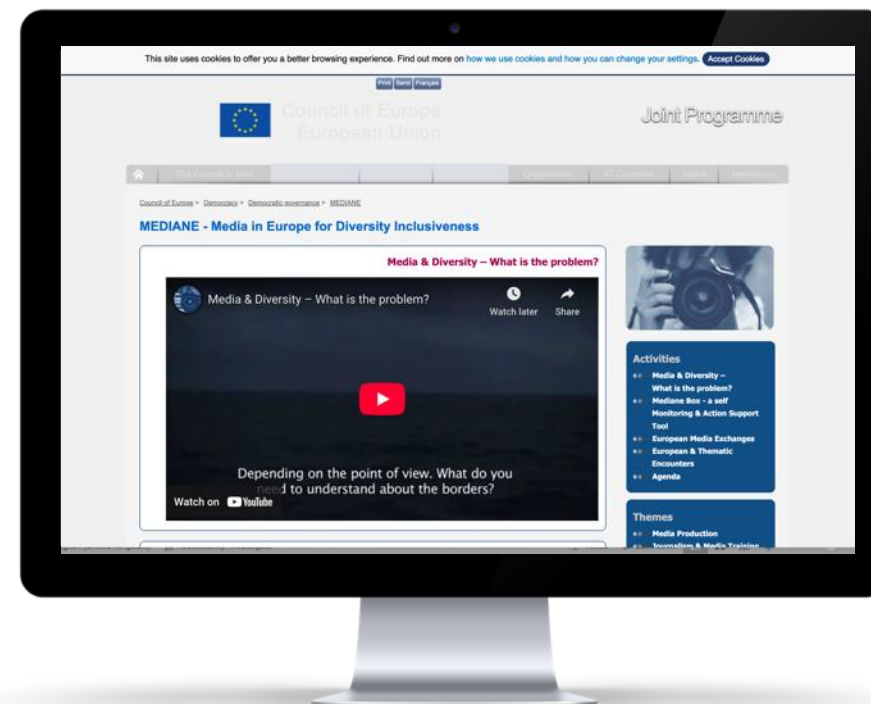 This site uses cookies to offer you a better browsing experience. Find out more on how we use cookies and how you can change your settings. Accept Cookies
Print Send Français
Council of Europe
European Union
Joint Programme
The Council in brief
Organisation
47 Countries
Topics
Newsroom
Council of Europe > Democracy > Democratic governance > MEDIANE
MEDIANE - Media in Europe for Diversity Inclusiveness
Media & Diversity – What is the problem?
Media & Diversity – What is the problem?
Watch later
Share
Depending on the point of view. What do you
need to understand about the borders?
Watch on YouTube
Activities
Media & Diversity –
What is the problem?
Mediane Box - a self
Monitoring & Action Support
Tool
European Media Exchanges
European & Thematic
Encounters
Agenda
Themes
Media Production
Journalism & Media Training